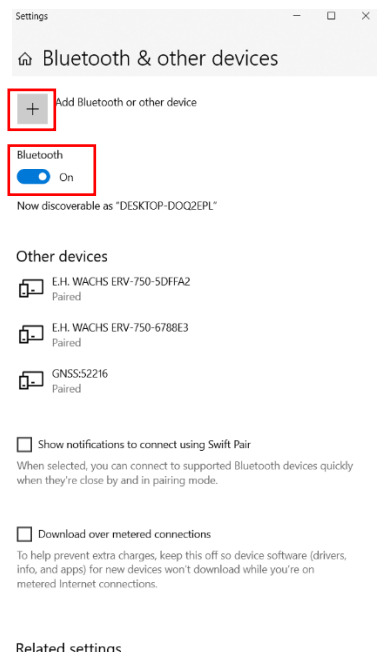 Settings
Bluetooth & other devices
Add Bluetooth or other device
Bluetooth
On
Now discoverable as "DESKTOP-DOQ2EPL"
Other devices
E.H. WACHS ERV-750-5DFFA2
Paired
E.H. WACHS ERV-750-6788E3
Paired
GNSS:52216
Paired
Show notifications to connect using Swift Pair
When selected, you can connect to supported Bluetooth devices quickly
when they're close by and in pairing mode.
Download over metered connections
To help prevent extra charges, keep this off so device software (drivers,
info, and apps) for new devices won't download while you're on
metered Internet connections.
Related settings